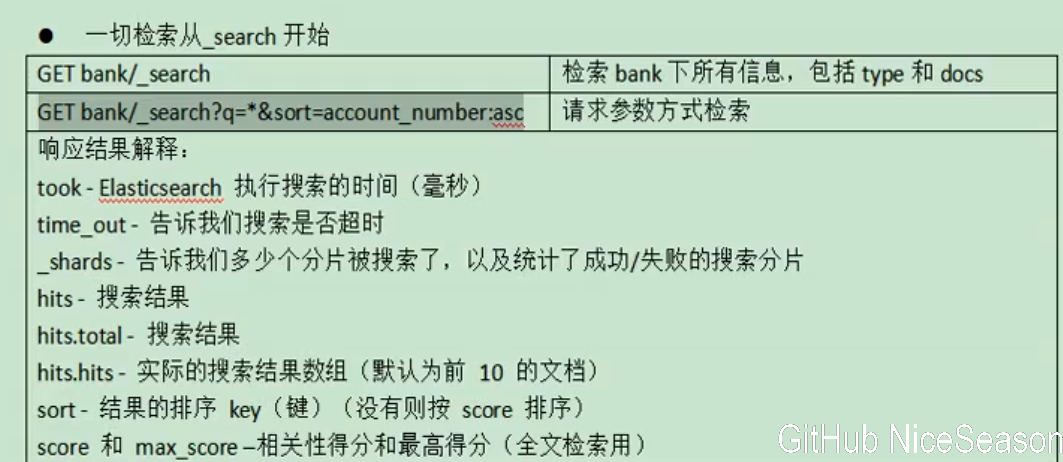 ● 一切检索从_search 开始
GET bank/_search 检索 bank 下所有信息，包括 type 和 docs
GET bank/_search?q=*&sort=account_number:asc 请求参数方式检索
响应结果解释：
took - Elasticsearch 执行搜索的时间（毫秒）
time_out - 告诉我们搜索是否超时
_shards - 告诉我们多少个分片被搜索了，以及统计了成功/失败的搜索分片
hits - 搜索结果
hits.total - 搜索结果
hits.hits - 实际的搜索结果数组（默认为前 10 的文档）
sort - 结果的排序 key（键）（没有则按 score 排序）
score 和 max_score –相关性得分和最高得分（全文检索用）
GitHub NiceSeason